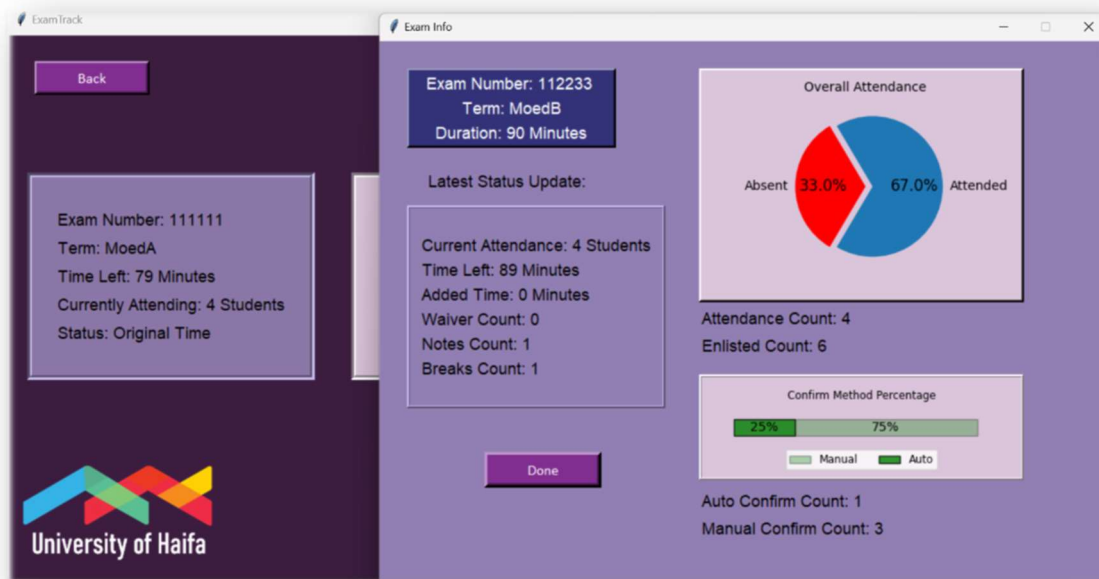 ExamTrack
Back
Exam Number: 111111
Term: MoedA
Time Left: 79 Minutes
Currently Attending: 4 Students
Status: Original Time
University of Haifa
Exam Info
Exam Number: 112233
Term: MoedB
Duration: 90 Minutes
Latest Status Update:
Current Attendance: 4 Students
Time Left: 89 Minutes
Added Time: 0 Minutes
Waiver Count: 0
Notes Count: 1
Breaks Count: 1
Done
Overall Attendance
Absent 33.0% 67.0% Attended
Attendance Count: 4
Enlisted Count: 6
Confirm Method Percentage
25% 75%
Manual Auto
Auto Confirm Count: 1
Manual Confirm Count: 3